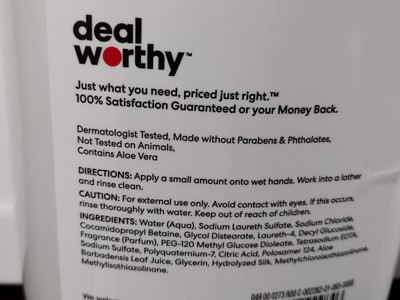 deal
worthy™
Just what you need, priced just right.™
100% Satisfaction Guaranteed or your Money Back.
Dermatologist Tested, Made without Parabens & Phthalates,
Not Tested on Animals,
Contains Aloe Vera
DIRECTIONS: Apply a small amount onto wet hands. Work into a lather
and rinse clean.
CAUTION: For external use only. Avoid contact with eyes. If this occurs,
rinse thoroughly with water. Keep out of reach of children.
INGREDIENTS: Water (Aqua), Sodium Laureth Sulfate, Sodium Chloride,
Cocamidopropyl Betaine, Glycol Distearate, Laureth-4, Decyl Glucoside,
Fragrance (Parfum), PEG-120 Methyl Glucose Dioleate, Tetrasodium EDTA,
Sodium Sulfate, Polyquaternium-7, Citric Acid, Poloxamer 124, Aloe
Barbadensis Leaf Juice, Glycerin, Hydrolyzed Silk, Methylchloroisothiazolinone,
Methylisothiazolinone.